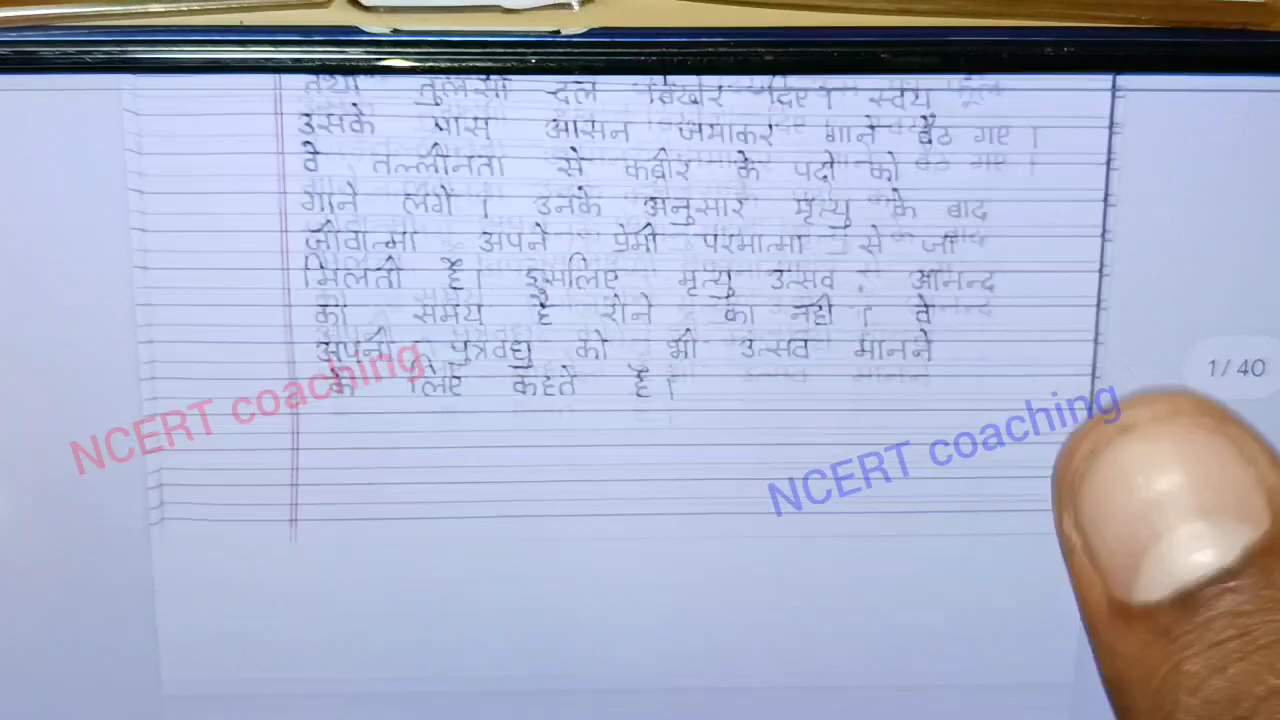 तथा तुलसी दल बिखेर दिए। स्वयं
उसके पास आसन जमाकर गाने बैठ गए।
वे तल्लीनता से कबीर के पदो को
गाने लगे। उनके अनुसार मृत्यु के बाद
जीवात्मा अपने प्रेमी परमात्मा से जा
मिलती है। इसलिए मृत्यु उत्सव, आनन्द
का समय है रोने का नही। वे
अपनी पुत्रवधु को भी उत्सव मानने
के लिए कहते है।
1/40
NCERT coaching
NCERT coaching